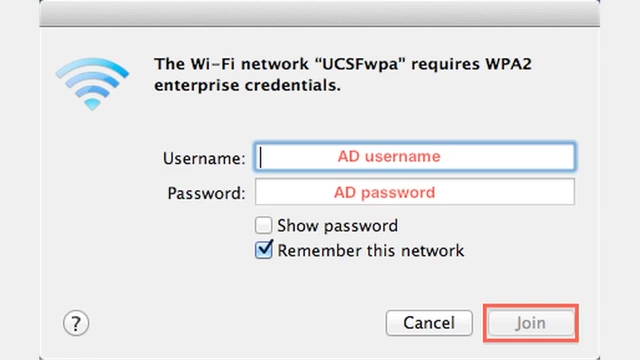 The Wi-Fi network “UCSFwpa” requires WPA2
enterprise credentials.
Username: AD username
Password: AD password
Show password
Remember this network
? Cancel Join